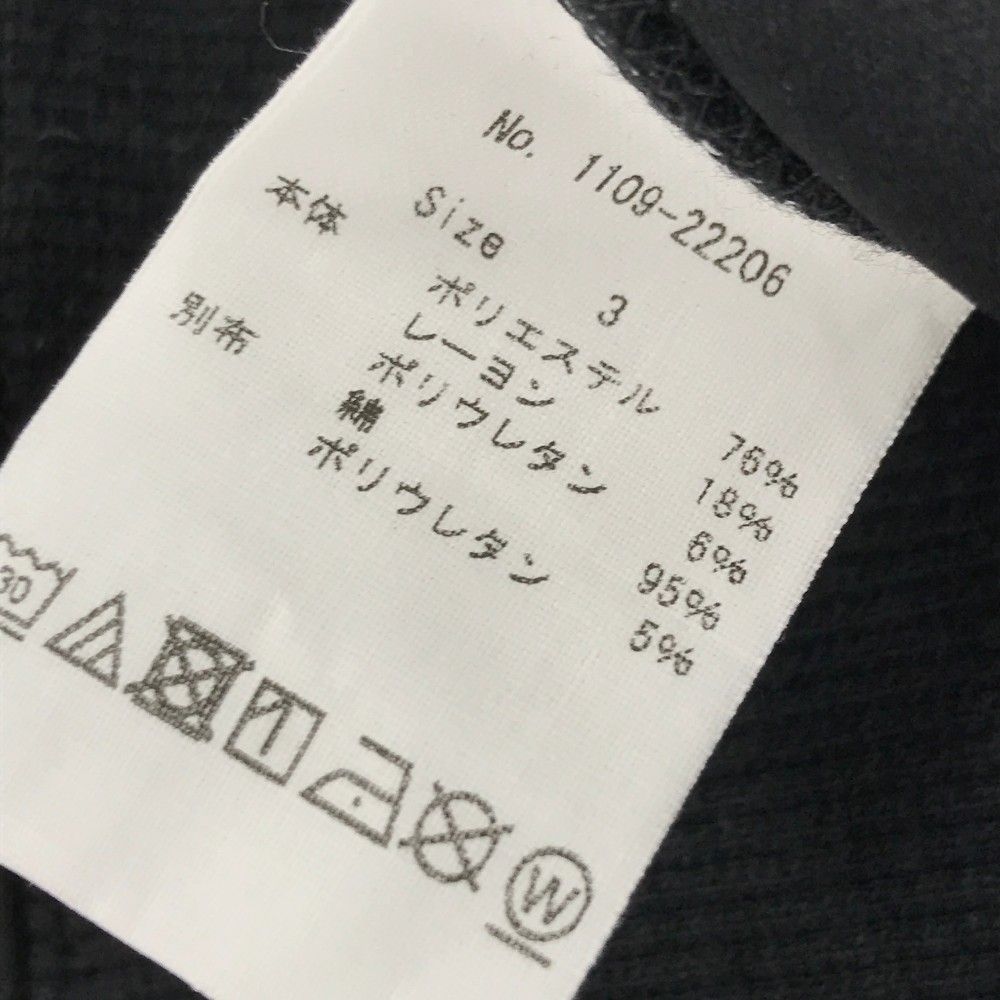 No. 1109-22206
Size 3
本体 ポリエステル 76%
レーヨン 18%
ポリウレタン 6%
別布 綿 95%
ポリウレタン 5%
30
W